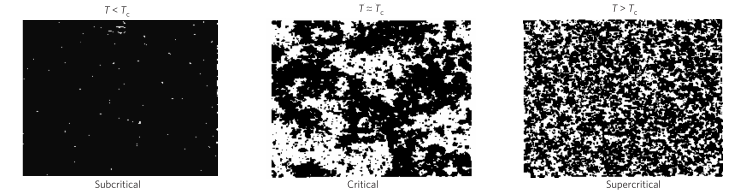 T < Tc
T ≃ Tc
T > Tc
Subcritical
Critical
Supercritical